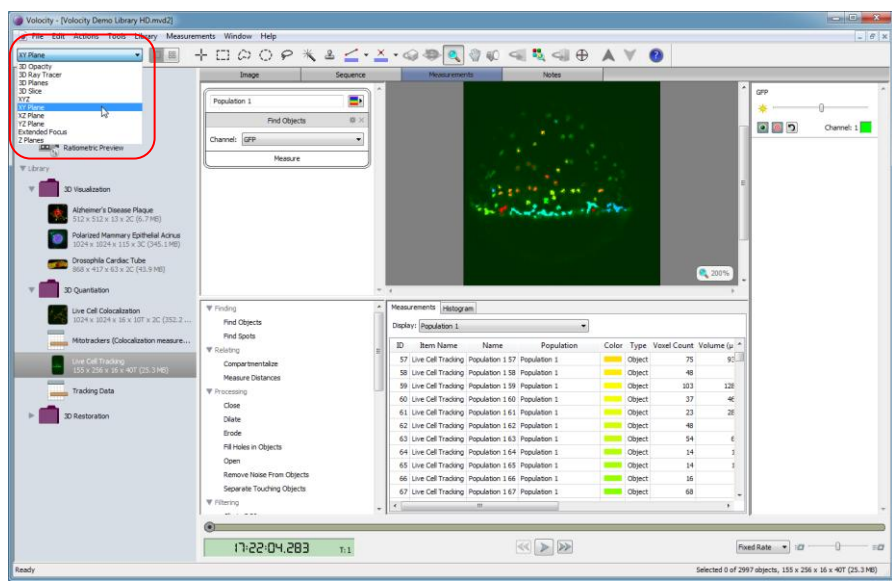 Volocity - [Volocity Demo Library HD.mvd2]
File Edit Actions Tools Library Measurements Window Help
XY Plane
3D Opacity
3D Ray Tracer
3D Planes
3D Slice
XYZ
XY Plane
XZ Plane
YZ Plane
Extended Focus
Z Planes
Ratiometric Preview
Library
3D Visualization
Alzheimer's Disease Plaque
512 x 512 x 13 x 2C (6.7 MB)
Polarized Mammary Epithelial Acinus
1024 x 1024 x 115 x 3C (345.1 MB)
Drosophila Cardiac Tube
868 x 417 x 63 x 2C (43.9 MB)
3D Quantiation
Live Cell Colocalization
1024 x 1024 x 16 x 10T x 2C (352.2 ...
Mitotrackers (Colocalization measure...
Live Cell Tracking
155 x 256 x 16 x 40T (25.3 MB)
Tracking Data
3D Restoration
Image Sequence Measurements Notes
Population 1
Find Objects
Channel: GFP
Measure
200%
GFP
Channel: 1
Finding
Find Objects
Find Spots
Relating
Compartmentalize
Measure Distances
Processing
Close
Dilate
Erode
Fill Holes in Objects
Open
Remove Noise From Objects
Separate Touching Objects
Filtering
Measurements Histogram
Display: Population 1
ID Item Name Name Population Color Type Voxel Count Volume (µ
57 Live Cell Tracking Population 1 57 Population 1 Object 75 93
58 Live Cell Tracking Population 1 58 Population 1 Object 48
59 Live Cell Tracking Population 1 59 Population 1 Object 103 128
60 Live Cell Tracking Population 1 60 Population 1 Object 37 46
61 Live Cell Tracking Population 1 61 Population 1 Object 23 28
62 Live Cell Tracking Population 1 62 Population 1 Object 48
63 Live Cell Tracking Population 1 63 Population 1 Object 54
64 Live Cell Tracking Population 1 64 Population 1 Object 14
65 Live Cell Tracking Population 1 65 Population 1 Object 14
66 Live Cell Tracking Population 1 66 Population 1 Object 16
67 Live Cell Tracking Population 1 67 Population 1 Object 68
17:22:04.283 T: 1
Fixed Rate
Ready
Selected 0 of 2997 objects, 155 x 256 x 16 x 40T (25.3 MB)